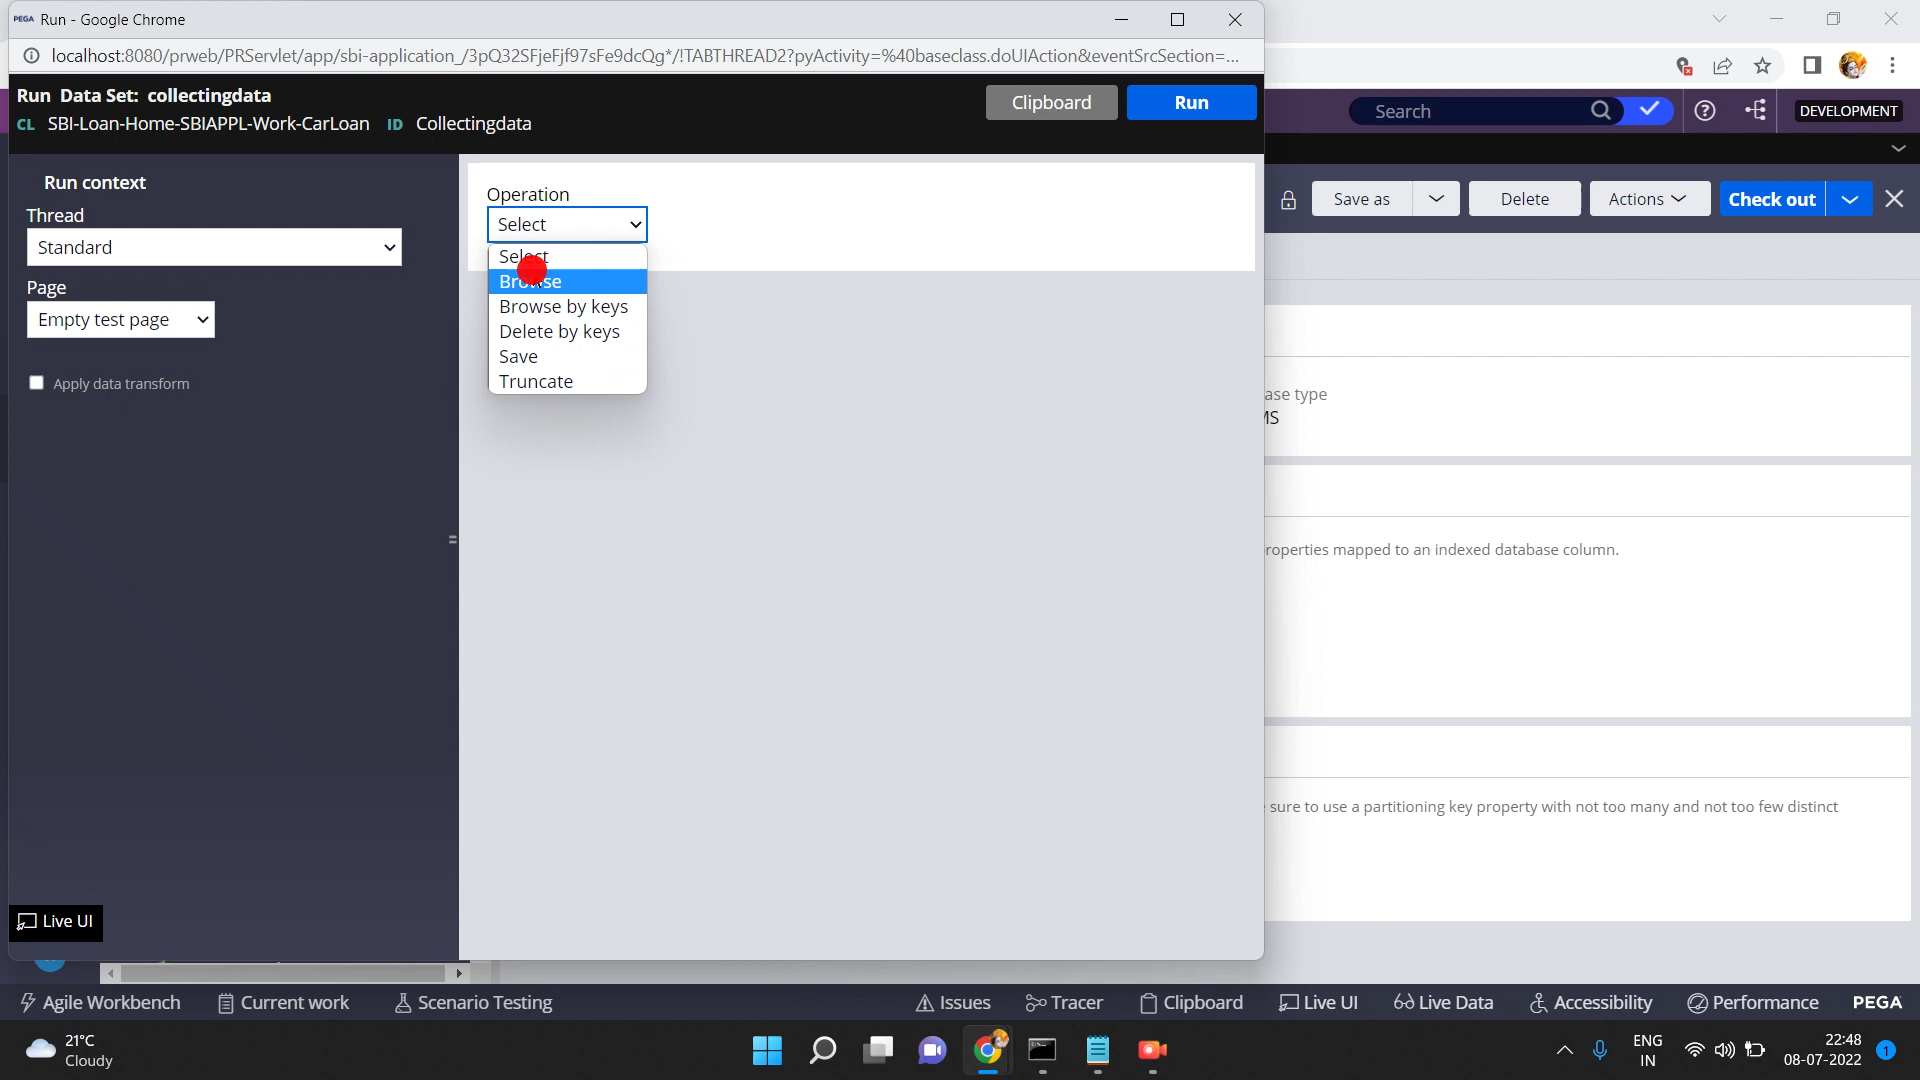 PEGA Run - Google Chrome
localhost:8080/prweb/PRServlet/app/sbi-application_/3pQ32SFjeFjf97sFe9dcQg*/!TABTHREAD2?pyActivity=%40baseclass.doUIAction&eventSrcSection=...
Run Data Set: collectingdata
CL SBI-Loan-Home-SBIAPPL-Work-CarLoan ID Collectingdata
Clipboard
Run
Search
DEVELOPMENT
Save as
Delete
Actions
Check out
Run context
Thread
Standard
Page
Empty test page
Apply data transform
Operation
Select
Select
Browse
Browse by keys
Delete by keys
Save
Truncate
ase type
MS
roperties mapped to an indexed database column.
sure to use a partitioning key property with not too many and not too few distinct
Live UI
Agile Workbench
Current work
Scenario Testing
Issues
Tracer
Clipboard
Live UI
Live Data
Accessibility
Performance
PEGA
21°C
Cloudy
ENG
IN
22:48
08-07-2022
1